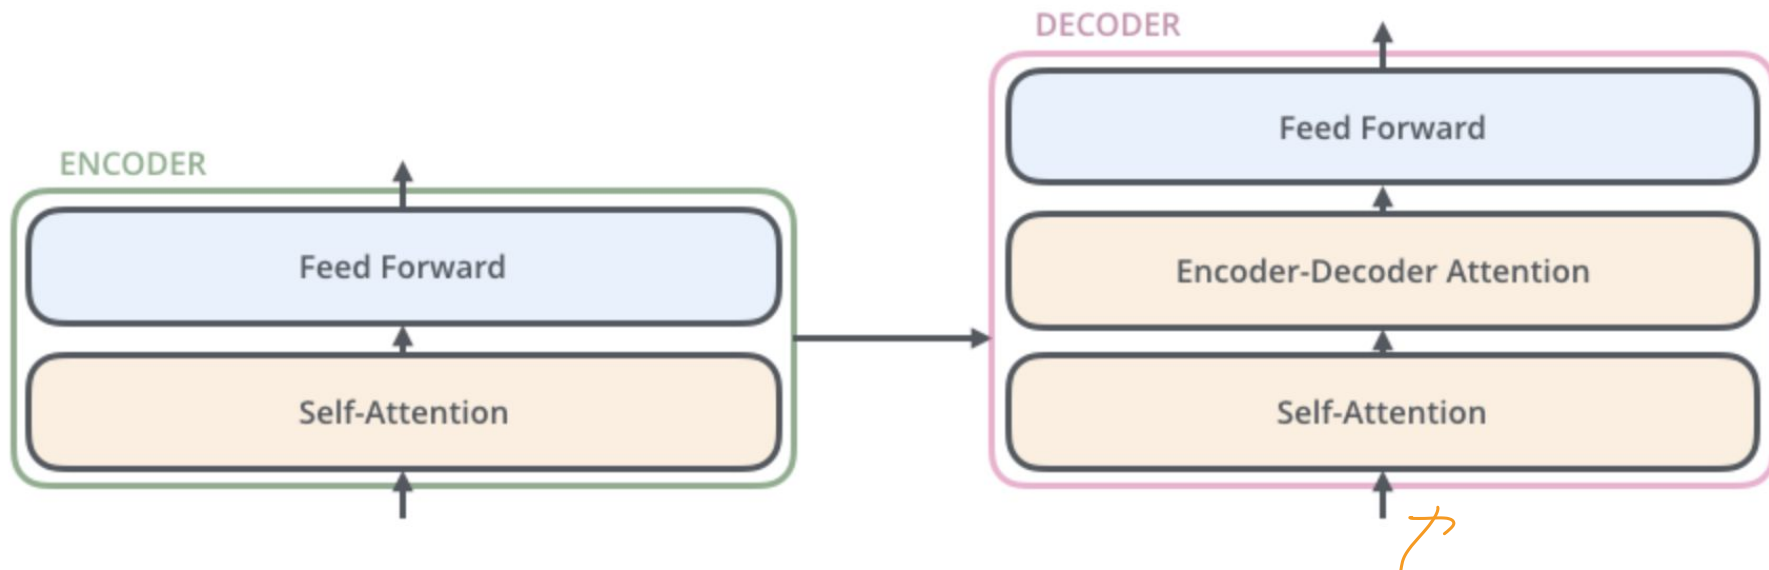 DECODER
Feed Forward
ENCODER
Feed Forward
Encoder-Decoder Attention
Self-Attention
Self-Attention